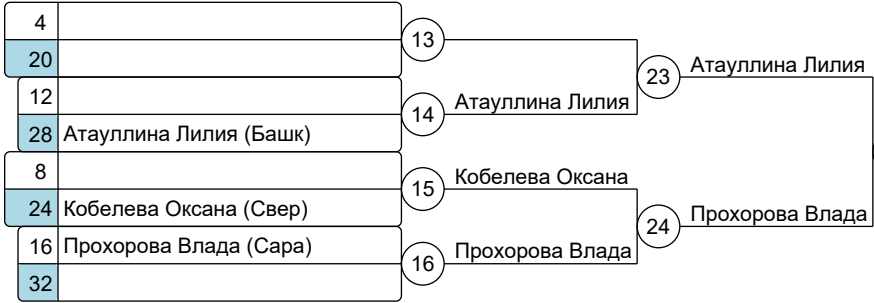 4
13
20
23 Атауллина Лилия
12
14 Атауллина Лилия
28 Атауллина Лилия (Башк)
8
15 Кобелева Оксана
24 Кобелева Оксана (Свер)
24 Прохорова Влада
16 Прохорова Влада (Сара)
16 Прохорова Влада
32